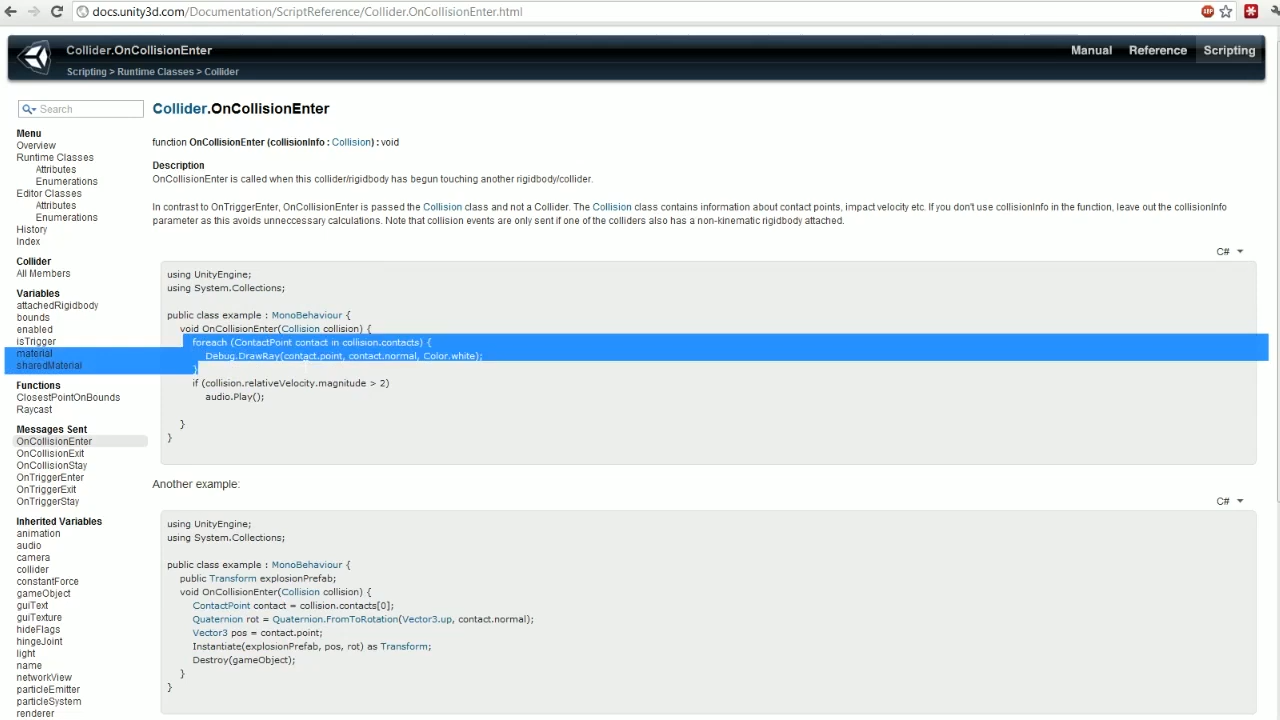 docs.unity3d.com/Documentation/ScriptReference/Collider.OnCollisionEnter.html
ABP
Collider.OnCollisionEnter
Manual Reference Scripting
Scripting > Runtime Classes > Collider
Search
Menu
Overview
Runtime Classes
Attributes
Enumerations
Editor Classes
Attributes
Enumerations
History
Index
Collider
All Members
Variables
attachedRigidbody
bounds
enabled
isTrigger
material
sharedMaterial
Functions
ClosestPointOnBounds
Raycast
Messages Sent
OnCollisionEnter
OnCollisionExit
OnCollisionStay
OnTriggerEnter
OnTriggerExit
OnTriggerStay
Inherited Variables
animation
audio
camera
collider
constantForce
gameObject
guiText
guiTexture
hideFlags
hingeJoint
light
name
networkView
particleEmitter
particleSystem
renderer
Collider.OnCollisionEnter
function OnCollisionEnter (collisionInfo : Collision) : void
Description
OnCollisionEnter is called when this collider/rigidbody has begun touching another rigidbody/collider.
In contrast to OnTriggerEnter, OnCollisionEnter is passed the Collision class and not a Collider. The Collision class contains information about contact points, impact velocity etc. If you don't use collisionInfo in the function, leave out the collisionInfo
parameter as this avoids unneccessary calculations. Note that collision events are only sent if one of the colliders also has a non-kinematic rigidbody attached.
C#
using UnityEngine;
using System.Collections;
public class example : MonoBehaviour {
void OnCollisionEnter(Collision collision) {
foreach (ContactPoint contact in collision.contacts) {
Debug.DrawRay(contact.point, contact.normal, Color.white);
}
if (collision.relativeVelocity.magnitude > 2)
audio.Play();
}
}
Another example:
C#
using UnityEngine;
using System.Collections;
public class example : MonoBehaviour {
public Transform explosionPrefab;
void OnCollisionEnter(Collision collision) {
ContactPoint contact = collision.contacts[0];
Quaternion rot = Quaternion.FromToRotation(Vector3.up, contact.normal);
Vector3 pos = contact.point;
Instantiate(explosionPrefab, pos, rot) as Transform;
Destroy(gameObject);
}
}